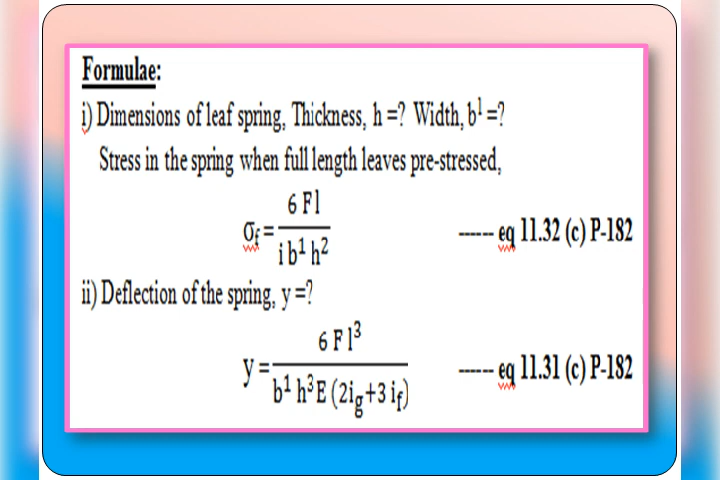 Formulae:
i) Dimensions of leaf spring, Thickness, h =? Width, b¹ =?
Stress in the spring when full length leaves pre-stressed,
σf = 6 Fl / i b¹ h² ------ eq 11.32 (c) P-182
ii) Deflection of the spring, y =?
y = 6 F l³ / b¹ h³ E (2ig+3 if) ------ eq 11.31 (c) P-182